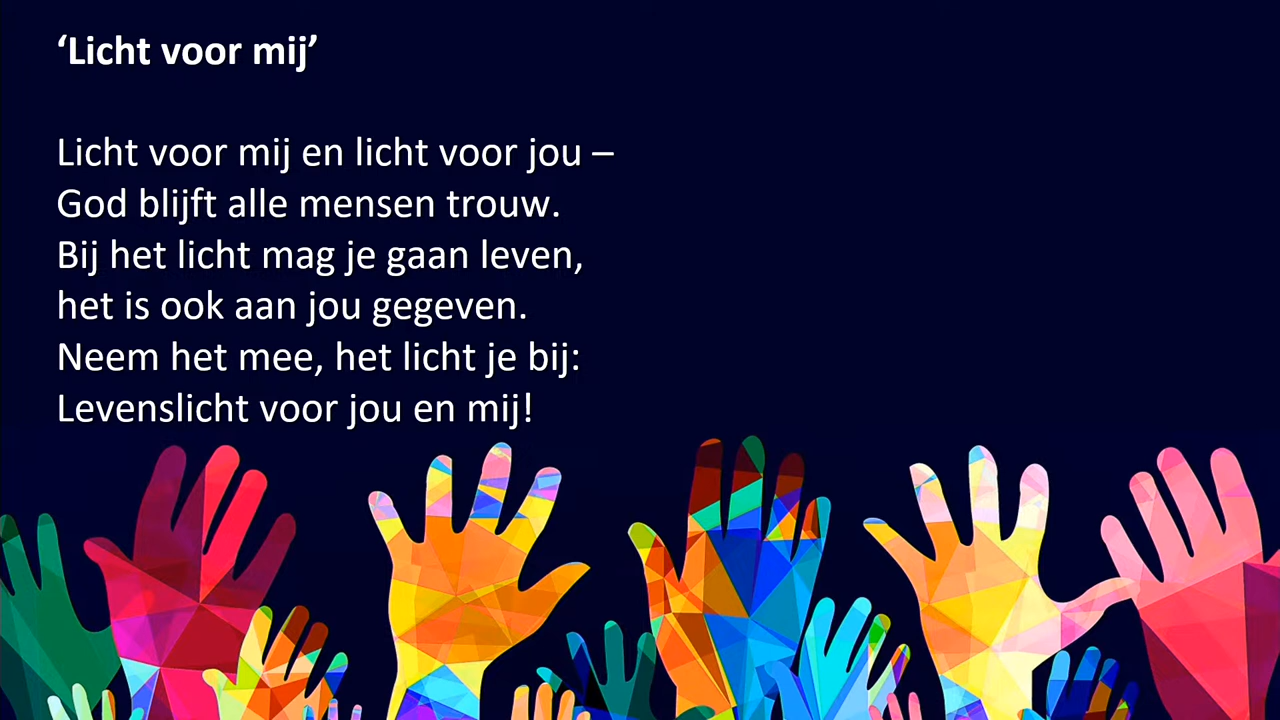 ‘Licht voor mij’
Licht voor mij en licht voor jou –
God blijft alle mensen trouw.
Bij het licht mag je gaan leven,
het is ook aan jou gegeven.
Neem het mee, het licht je bij:
Levenslicht voor jou en mij!